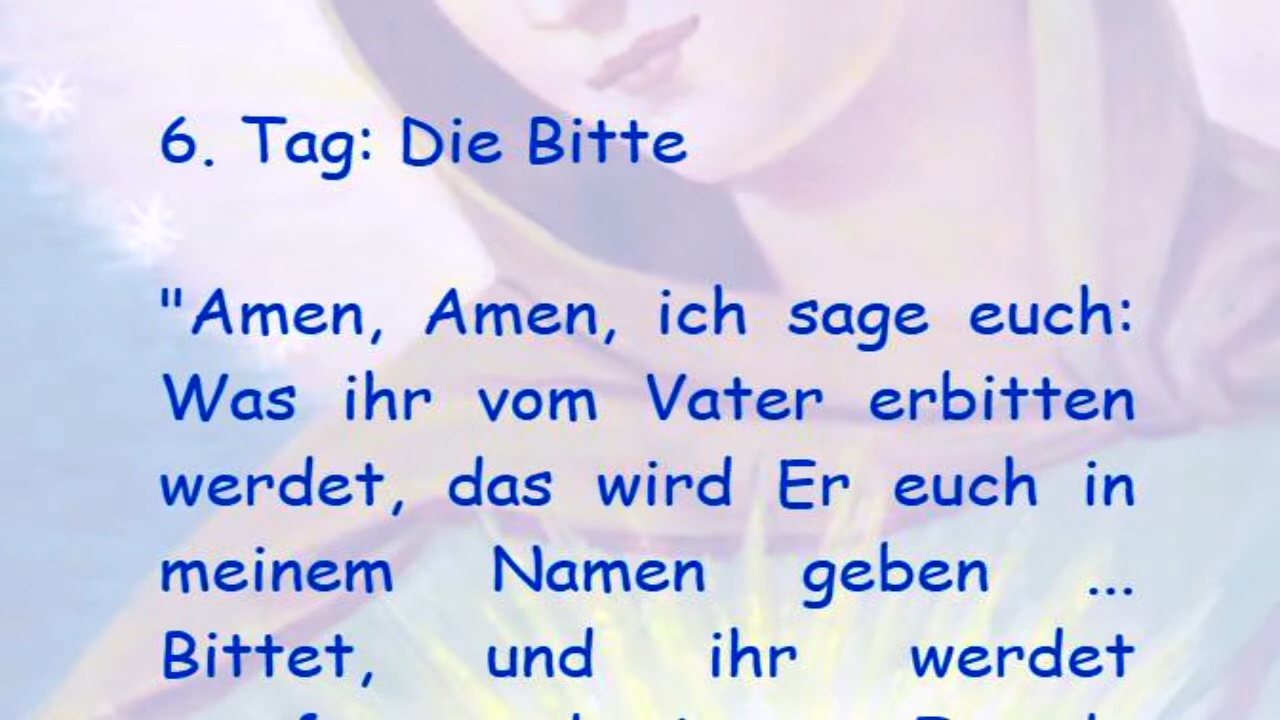 6. Tag: Die Bitte
"Amen, Amen, ich sage euch:
Was ihr vom Vater erbitten
werdet, das wird Er euch in
meinem Namen geben ...
Bittet, und ihr werdet